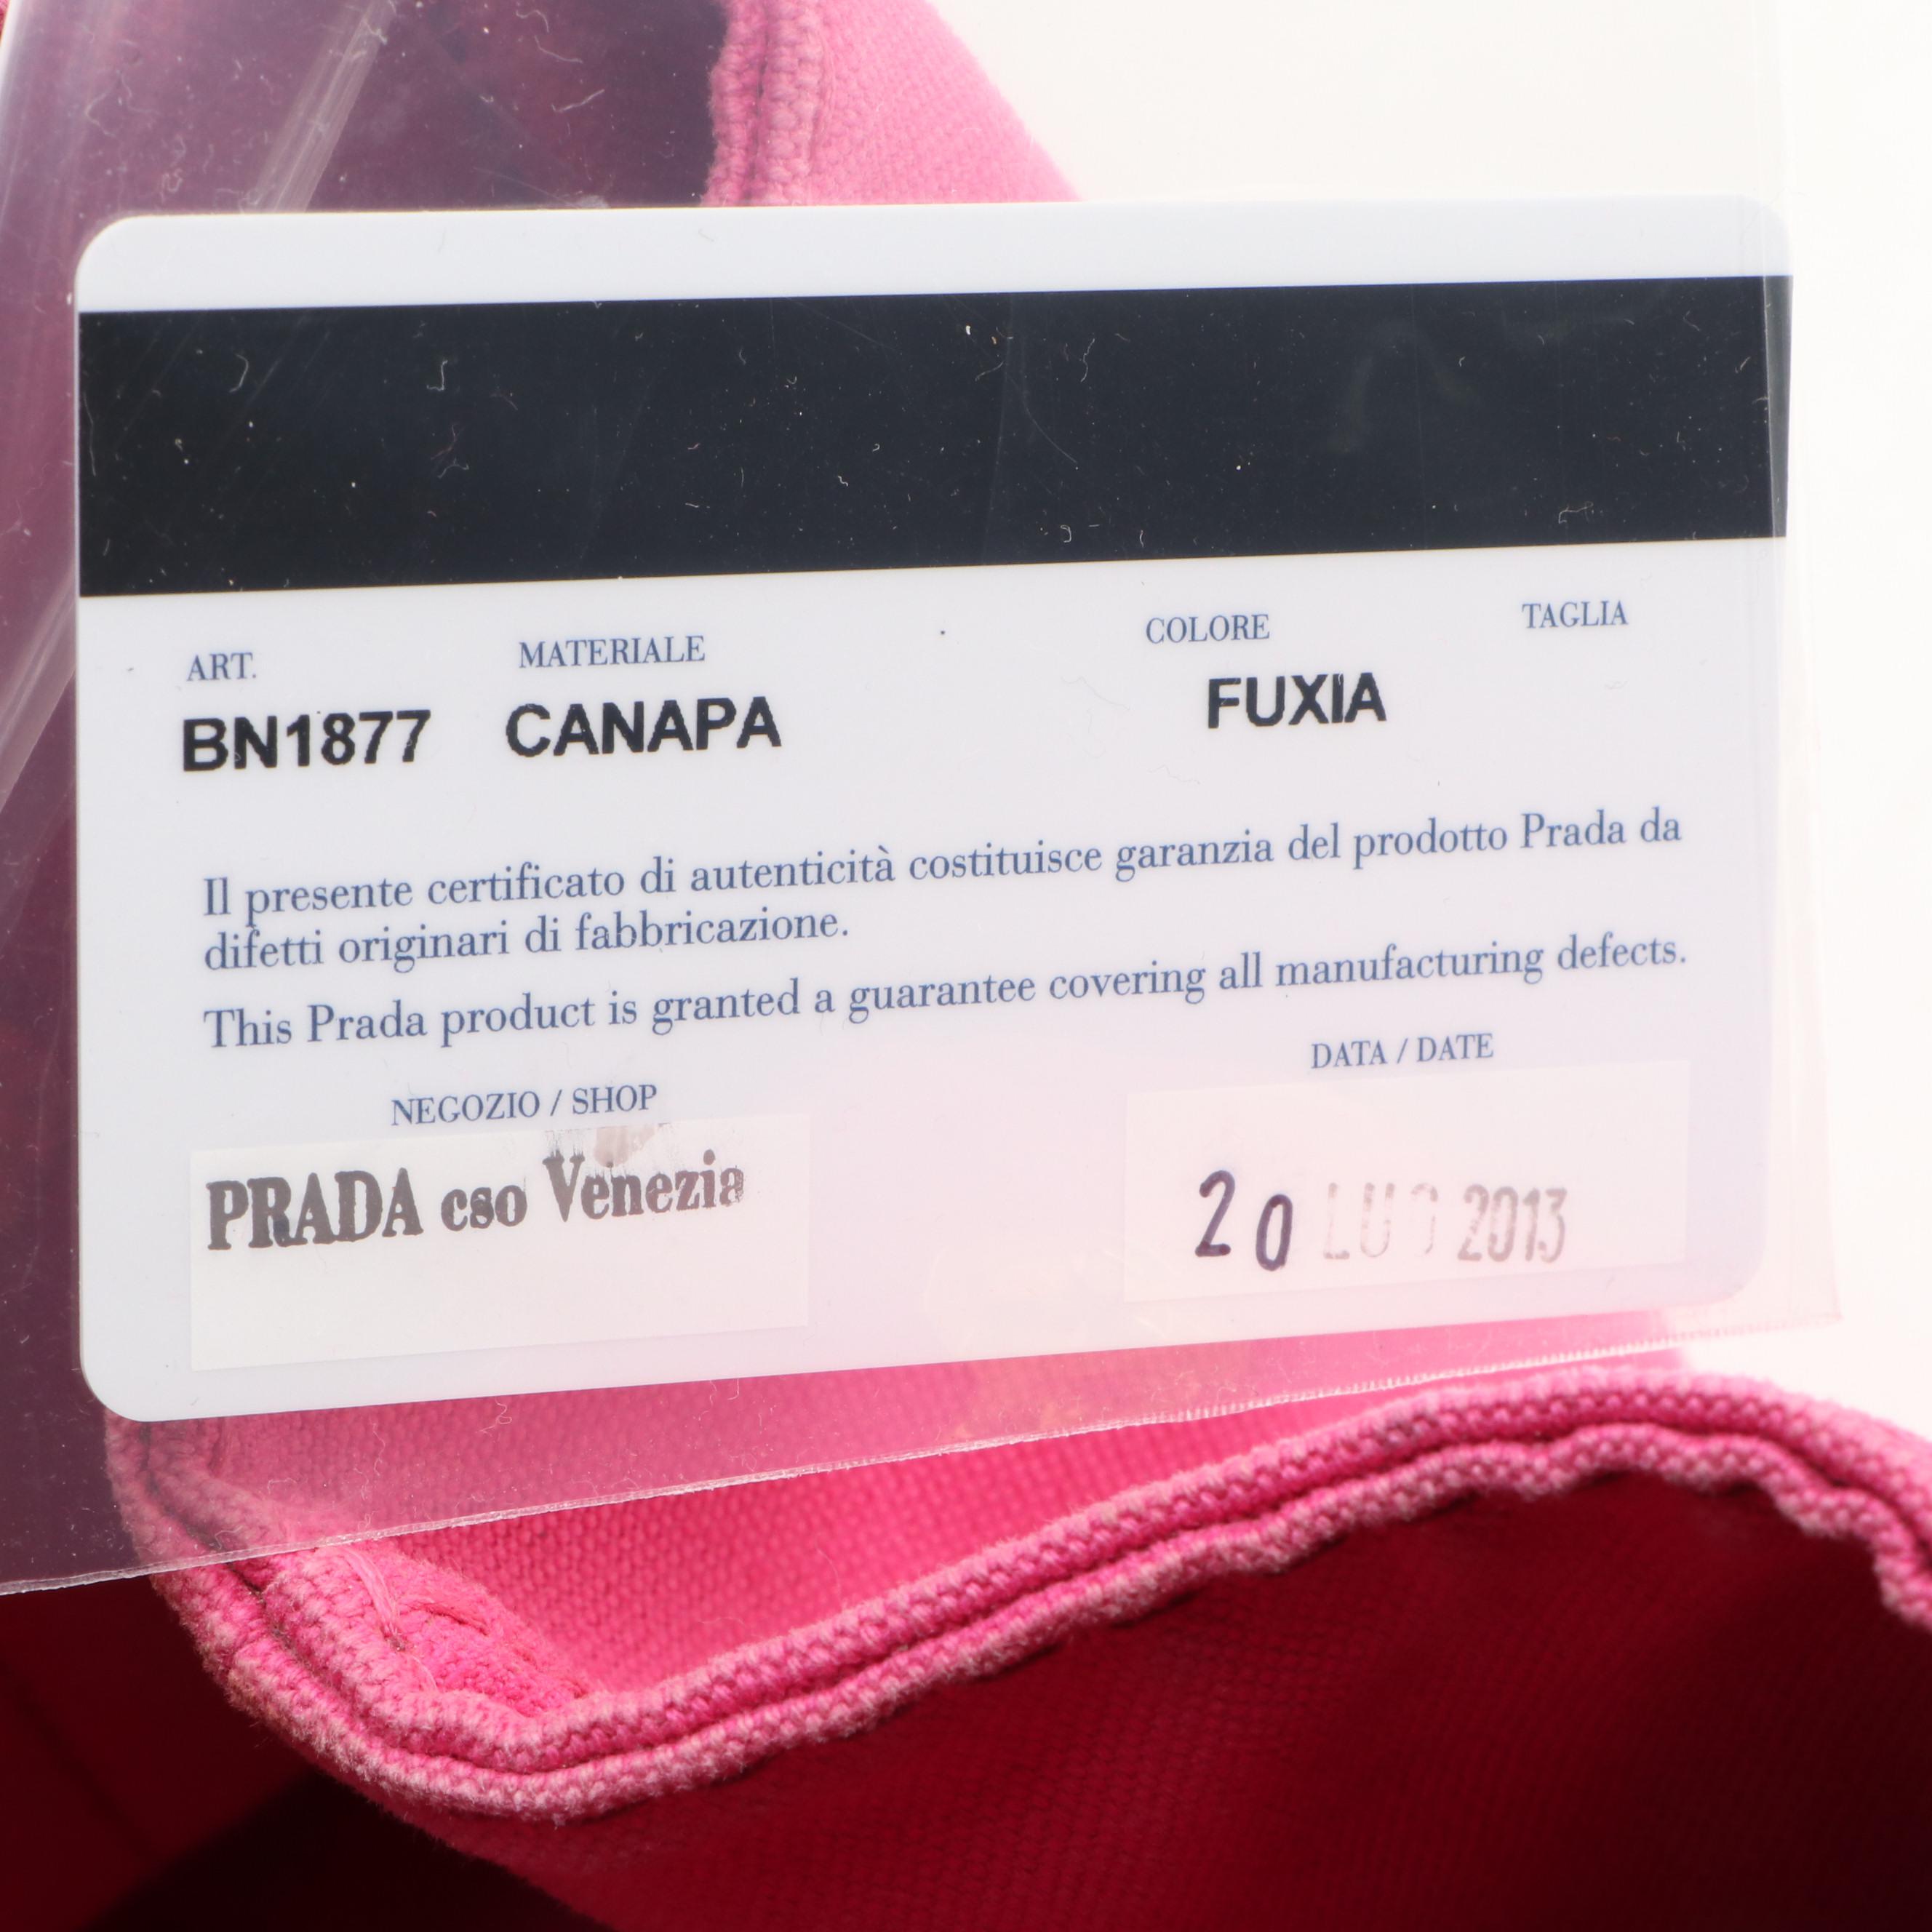 ART. MATERIALE COLORE TAGLIA
BN1877 CANAPA FUXIA
Il presente certificato di autenticità costituisce garanzia del prodotto Prada da
difetti originari di fabbricazione.
This Prada product is granted a guarantee covering all manufacturing defects.
NEGOZIO / SHOP DATA / DATE
PRADA cso Venezia 20 LUG 2013